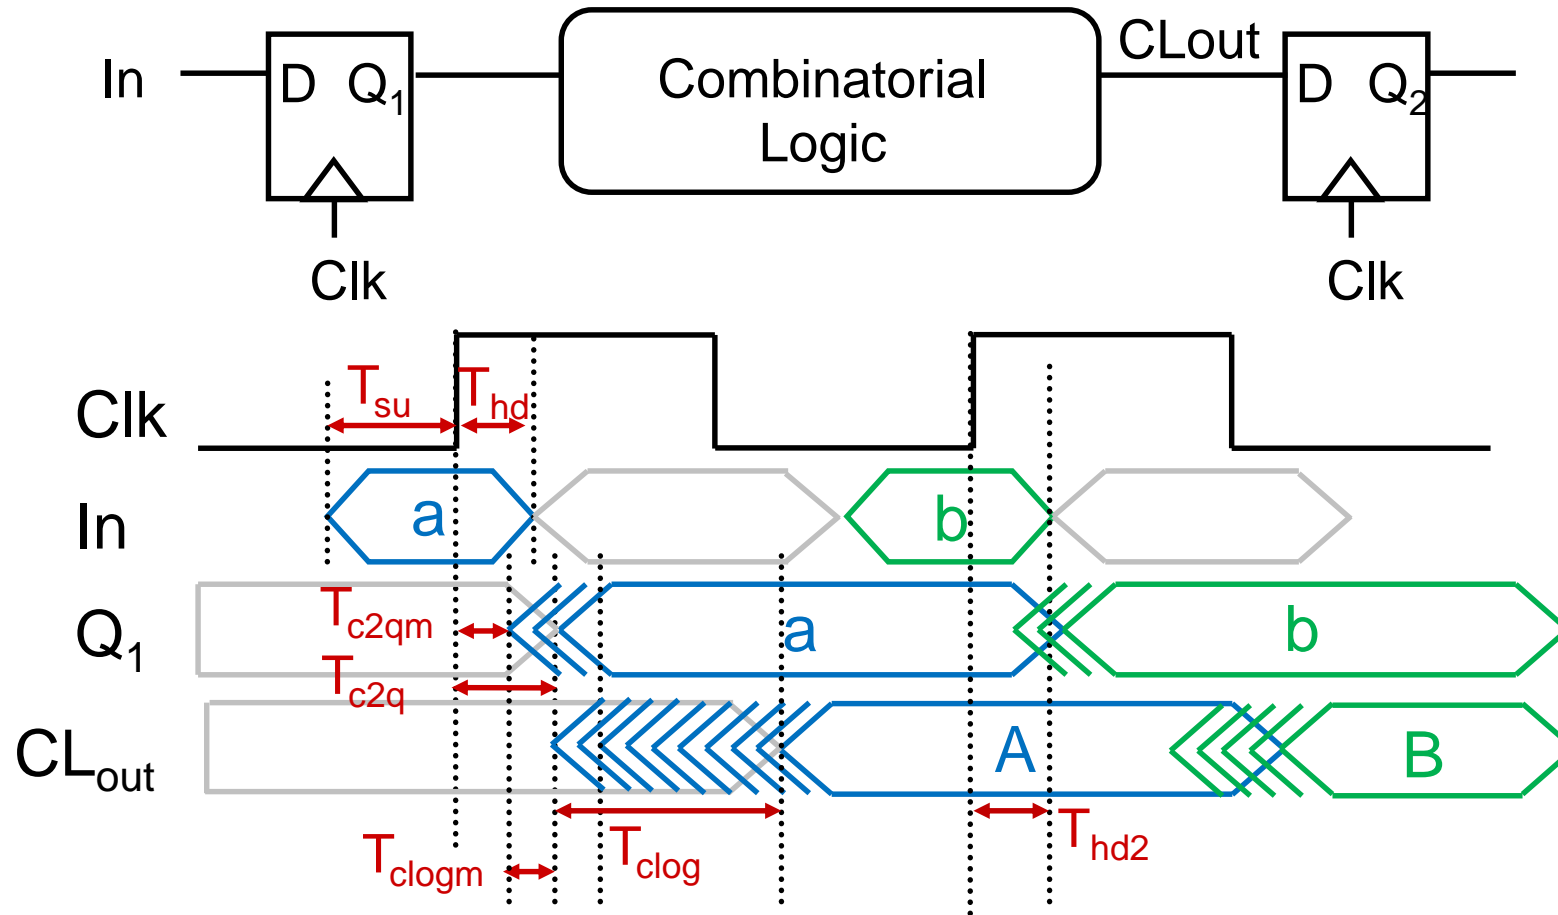 In
D Q1
Combinatorial
Logic
CLout
D Q2
Clk
Clk
Clk
Tsu
Thd
In
a
b
Q1
Tc2qm
a
b
Tc2q
CLout
A
B
Tclogm
Tclog
Thd2